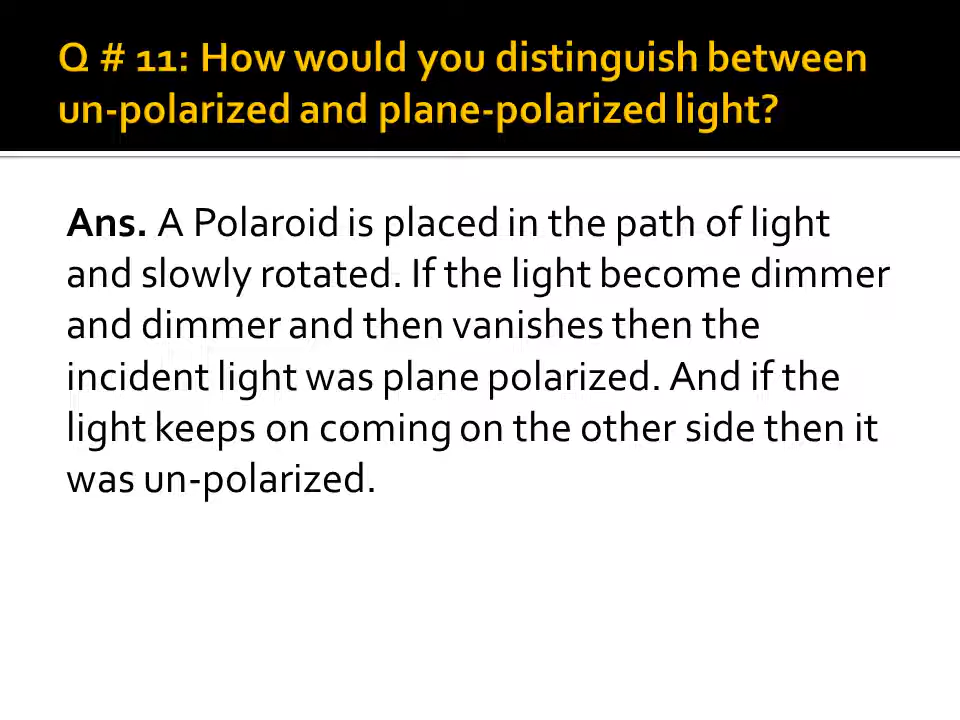 Q # 11: How would you distinguish between
un-polarized and plane-polarized light?
Ans. A Polaroid is placed in the path of light
and slowly rotated. If the light become dimmer
and dimmer and then vanishes then the
incident light was plane polarized. And if the
light keeps on coming on the other side then it
was un-polarized.